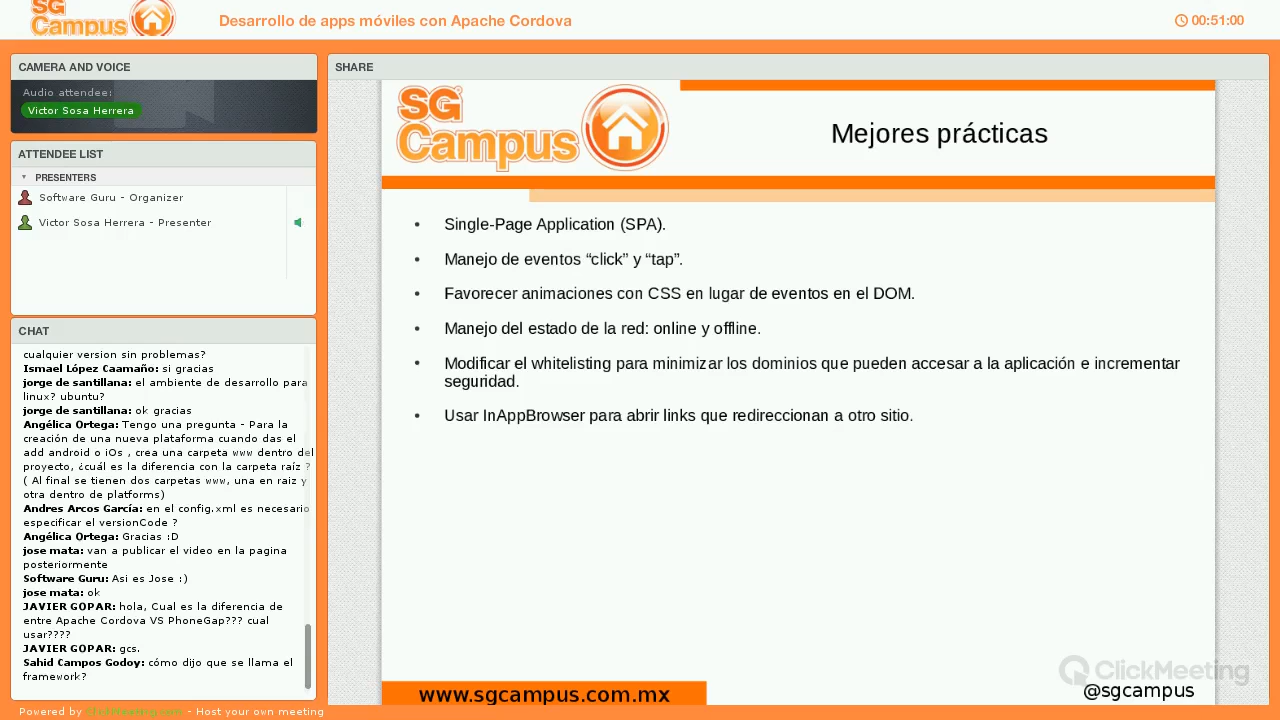 SG
Campus
Desarrollo de apps móviles con Apache Cordova
00:51:00
CAMERA AND VOICE
Audio attendee:
Victor Sosa Herrera
ATTENDEE LIST
PRESENTERS
Software Guru - Organizer
Victor Sosa Herrera - Presenter
CHAT
cualquier version sin problemas?
Ismael López Caamaño: si gracias
jorge de santillana: el ambiente de desarrollo para
linux? ubuntu?
jorge de santillana: ok gracias
Angélica Ortega: Tengo una pregunta - Para la
creación de una nueva plataforma cuando das el
add android o iOs , crea una carpeta www dentro del
proyecto, ¿cuál es la diferencia con la carpeta raíz ?
( Al final se tienen dos carpetas www, una en raiz y
otra dentro de platforms)
Andres Arcos García: en el config.xml es necesario
especificar el versionCode ?
Angélica Ortega: Gracias :D
jose mata: van a publicar el video en la pagina
posteriormente
Software Guru: Asi es Jose :)
jose mata: ok
JAVIER GOPAR: hola, Cual es la diferencia de
entre Apache Cordova VS PhoneGap??? cual
usar????
JAVIER GOPAR: gcs.
Sahid Campos Godoy: cómo dijo que se llama el
framework?
Powered by ClickMeeting.com - Host your own meeting
SHARE
SG
Campus
Mejores prácticas
• Single-Page Application (SPA).
• Manejo de eventos “click” y “tap”.
• Favorecer animaciones con CSS en lugar de eventos en el DOM.
• Manejo del estado de la red: online y offline.
• Modificar el whitelisting para minimizar los dominios que pueden accesar a la aplicación e incrementar
seguridad.
• Usar InAppBrowser para abrir links que redireccionan a otro sitio.
ClickMeeting
www.sgcampus.com.mx
@sgcampus